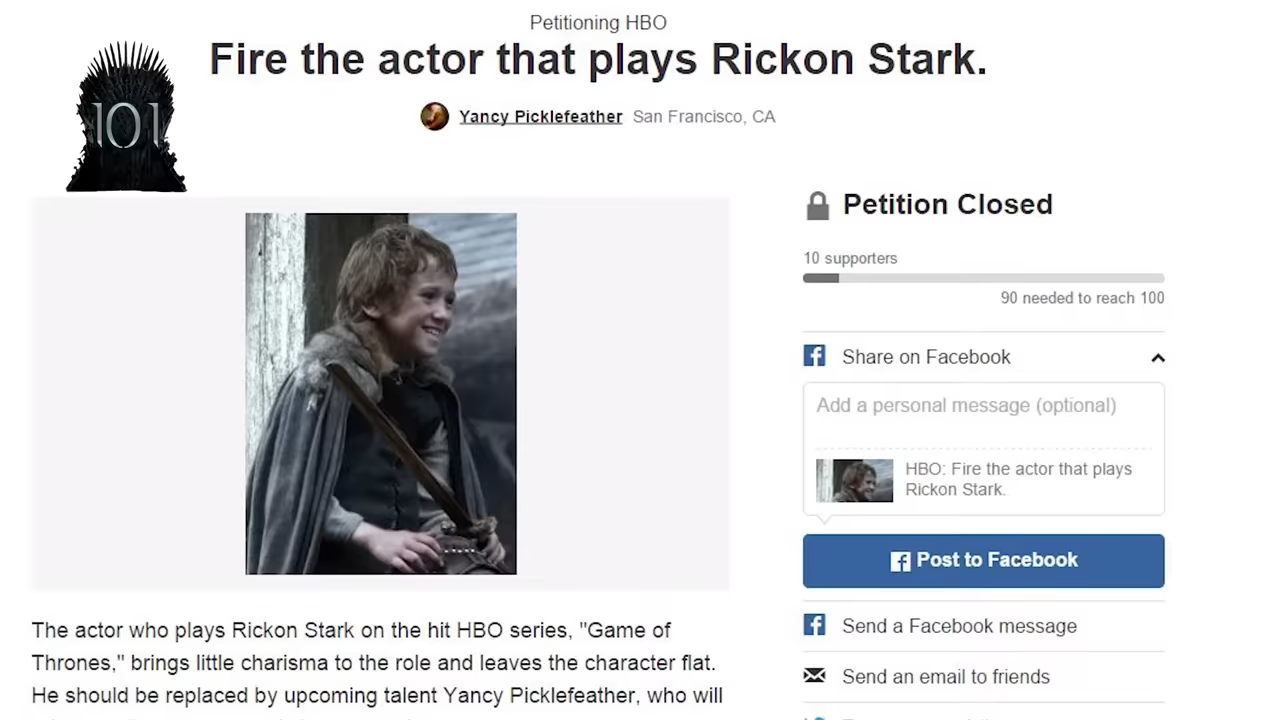 Petitioning HBO
Fire the actor that plays Rickon Stark.
Yancy Picklefeather San Francisco, CA
101
Petition Closed
10 supporters
90 needed to reach 100
Share on Facebook
Add a personal message (optional)
HBO: Fire the actor that plays
Rickon Stark.
Post to Facebook
Send a Facebook message
Send an email to friends
The actor who plays Rickon Stark on the hit HBO series, "Game of
Thrones," brings little charisma to the role and leaves the character flat.
He should be replaced by upcoming talent Yancy Picklefeather, who will